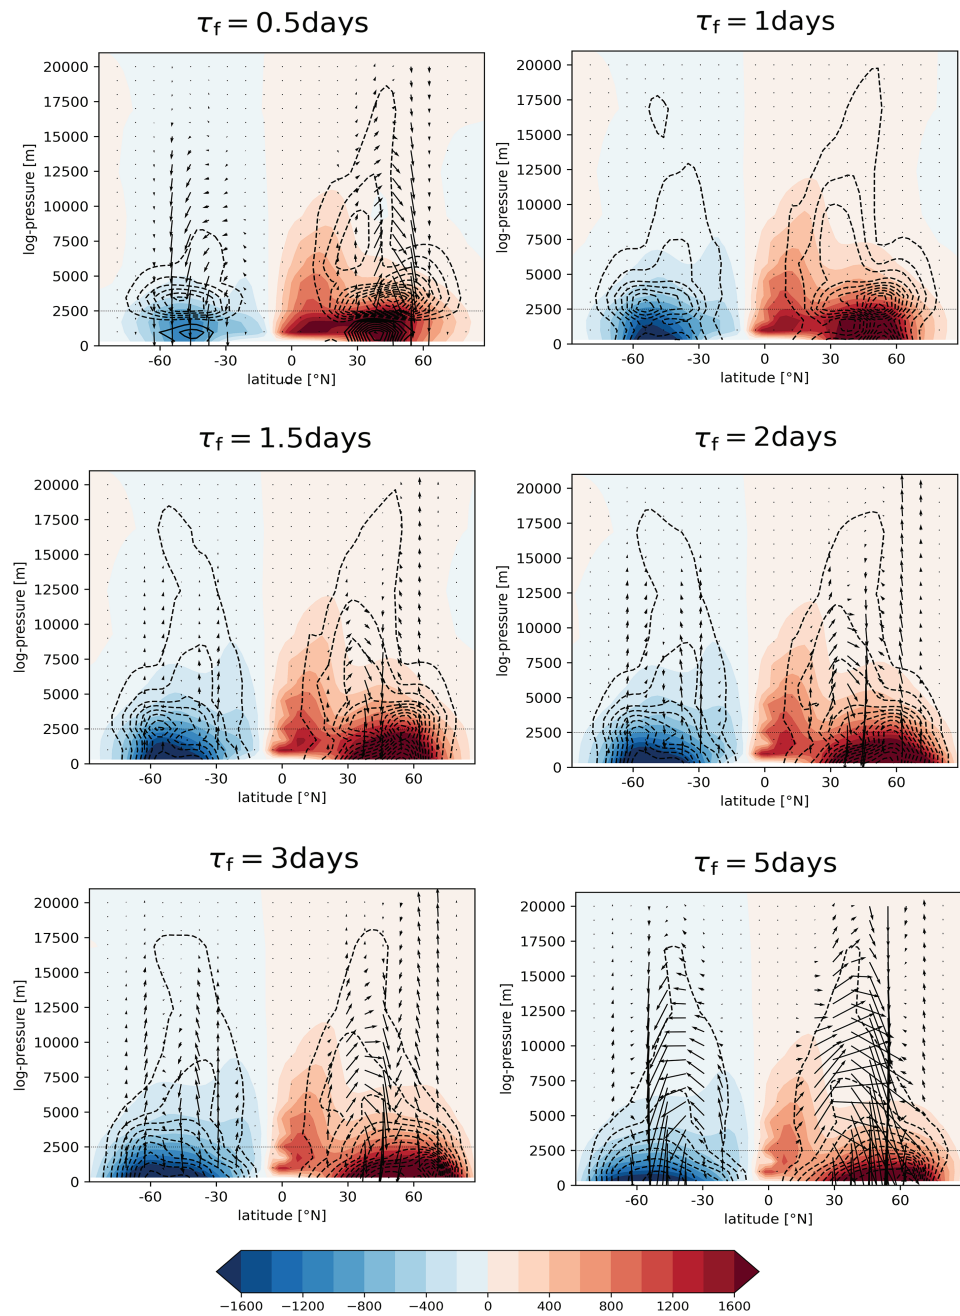 τf = 0.5days
τf = 1days
log-pressure [m]
20000
17500
15000
12500
10000
7500
5000
2500
0
-60 -30 0 30 60
latitude [°N]
log-pressure [m]
20000
17500
15000
12500
10000
7500
5000
2500
0
-60 -30 0 30 60
latitude [°N]
τf = 1.5days
τf = 2days
log-pressure [m]
20000
17500
15000
12500
10000
7500
5000
2500
0
-60 -30 0 30 60
latitude [°N]
log-pressure [m]
20000
17500
15000
12500
10000
7500
5000
2500
0
-60 -30 0 30 60
latitude [°N]
τf = 3days
τf = 5days
log-pressure [m]
20000
17500
15000
12500
10000
7500
5000
2500
0
-60 -30 0 30 60
latitude [°N]
log-pressure [m]
20000
17500
15000
12500
10000
7500
5000
2500
0
-60 -30 0 30 60
latitude [°N]
−1600 −1200 −800 −400 0 400 800 1200 1600